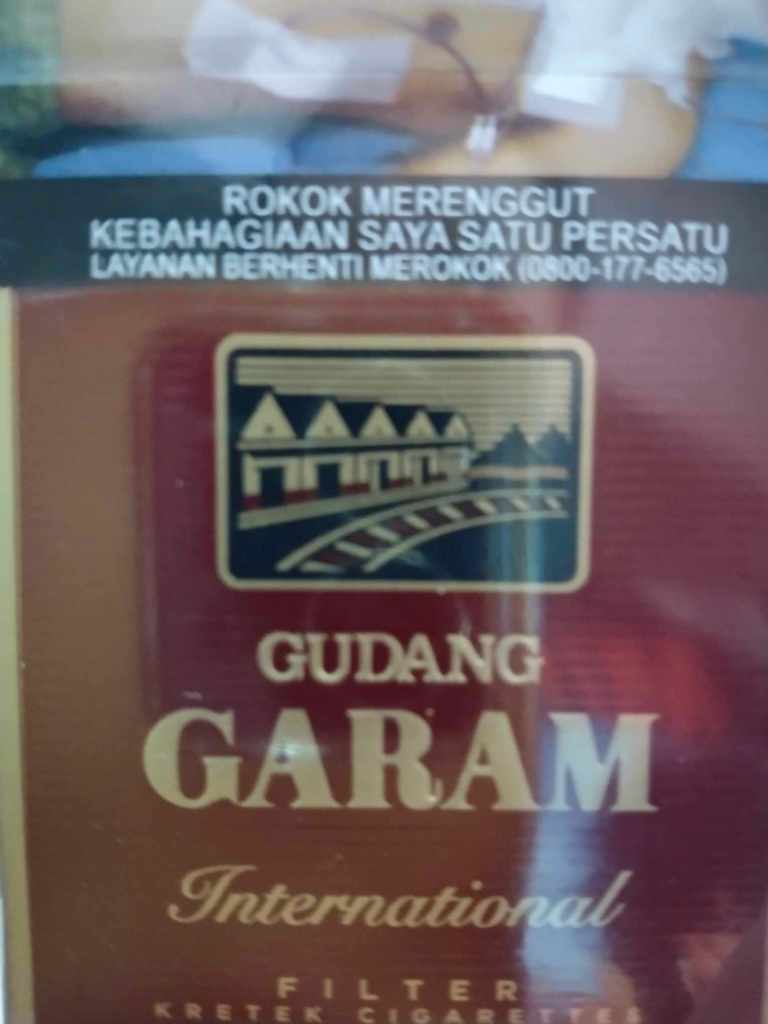 ROKOK MERENGGUT
KEBAHAGIAAN SAYA SATU PERSATU
LAYANAN BERHENTI MEROKOK (0800-177-6565)
GUDANG
GARAM
International
FILTER
KRETEK CIGARETTES